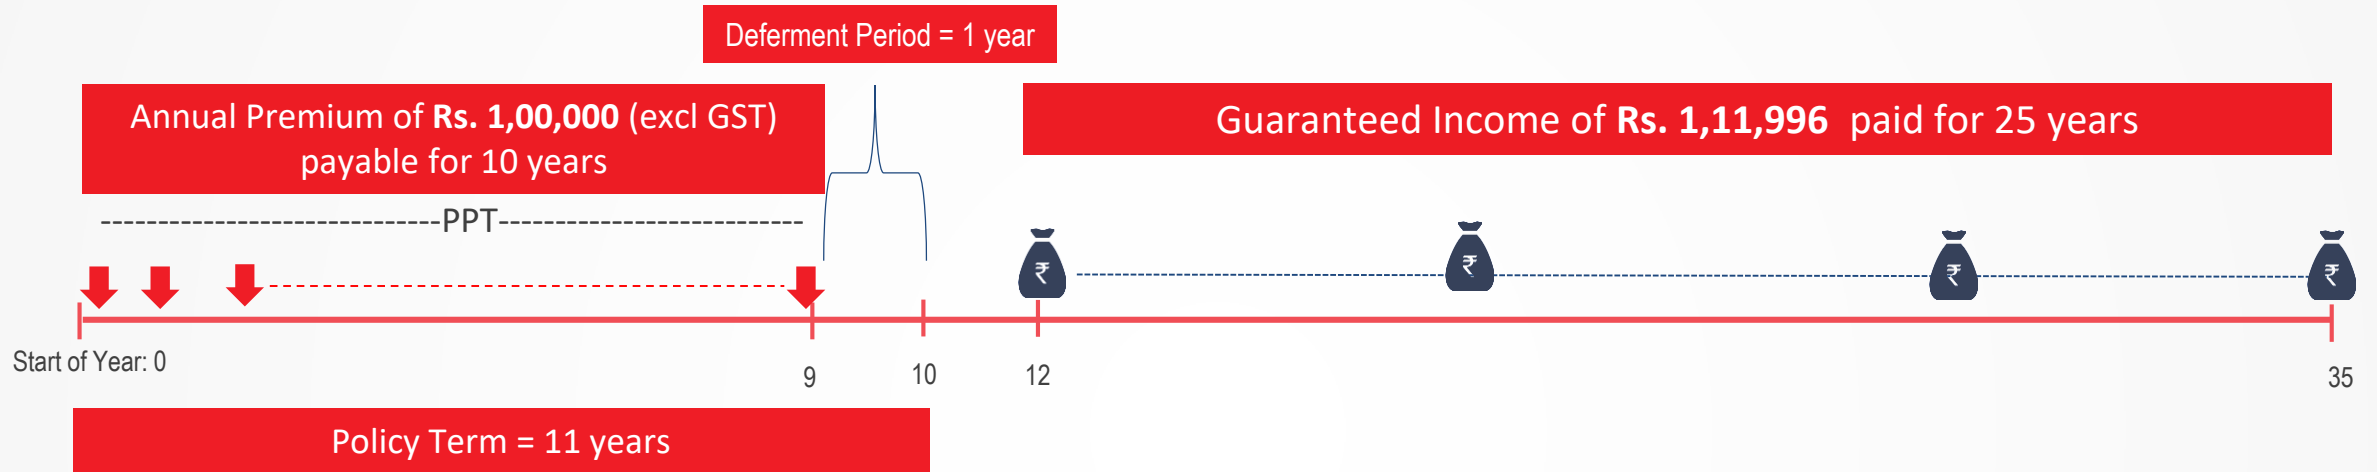 Deferment Period = 1 year
Annual Premium of Rs. 1,00,000 (excl GST)
payable for 10 years
Guaranteed Income of Rs. 1,11,996 paid for 25 years
-----------------------------PPT--------------------------
₹ ₹ ₹ ₹
Start of Year: 0 9 10 12 35
Policy Term = 11 years